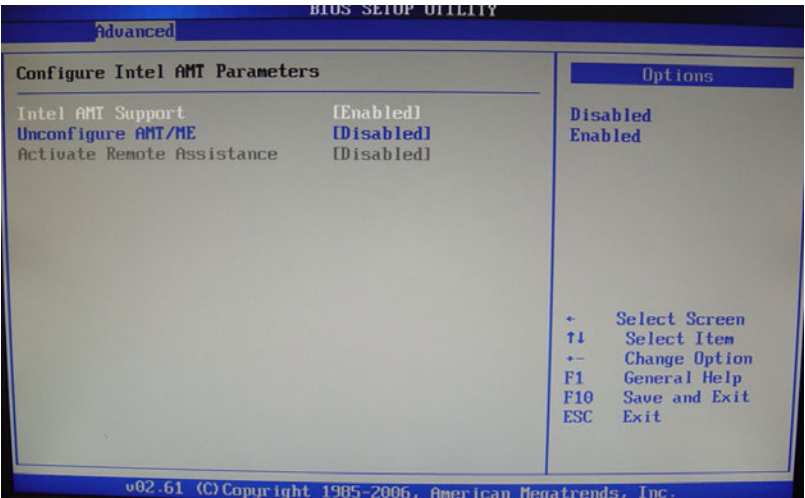 BIOS SETUP UTILITY
Advanced
Configure Intel AMT Parameters
Options
Intel AMT Support [Enabled]
Unconfigure AMT/ME [Disabled]
Activate Remote Assistance [Disabled]
Disabled
Enabled
← Select Screen
↑↓ Select Item
+- Change Option
F1 General Help
F10 Save and Exit
ESC Exit
v02.61 (C)Copyright 1985-2006, American Megatrends, Inc.